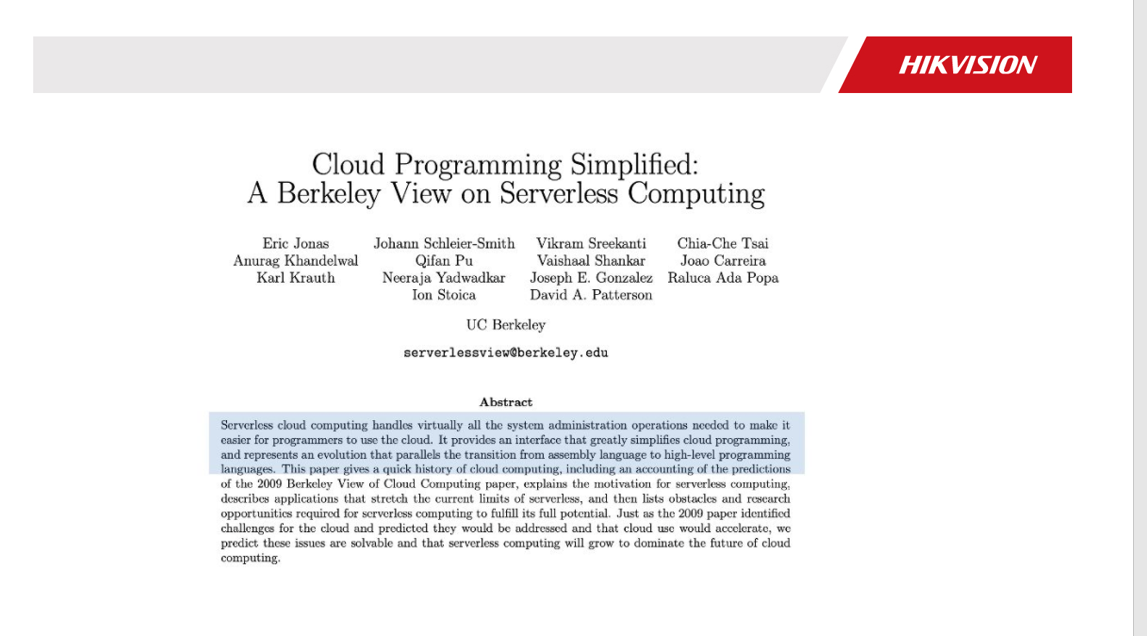 HIKVISION
Cloud Programming Simplified:
A Berkeley View on Serverless Computing
Eric Jonas Johann Schleier-Smith Vikram Sreekanti Chia-Che Tsai
Anurag Khandelwal Qifan Pu Vaishaal Shankar Joao Carreira
Karl Krauth Neeraja Yadwadkar Joseph E. Gonzalez Raluca Ada Popa
Ion Stoica David A. Patterson
UC Berkeley
serverlessview@berkeley.edu
Abstract
Serverless cloud computing handles virtually all the system administration operations needed to make it
easier for programmers to use the cloud. It provides an interface that greatly simplifies cloud programming,
and represents an evolution that parallels the transition from assembly language to high-level programming
languages. This paper gives a quick history of cloud computing, including an accounting of the predictions
of the 2009 Berkeley View of Cloud Computing paper, explains the motivation for serverless computing,
describes applications that stretch the current limits of serverless, and then lists obstacles and research
opportunities required for serverless computing to fulfill its full potential. Just as the 2009 paper identified
challenges for the cloud and predicted they would be addressed and that cloud use would accelerate, we
predict these issues are solvable and that serverless computing will grow to dominate the future of cloud
computing.